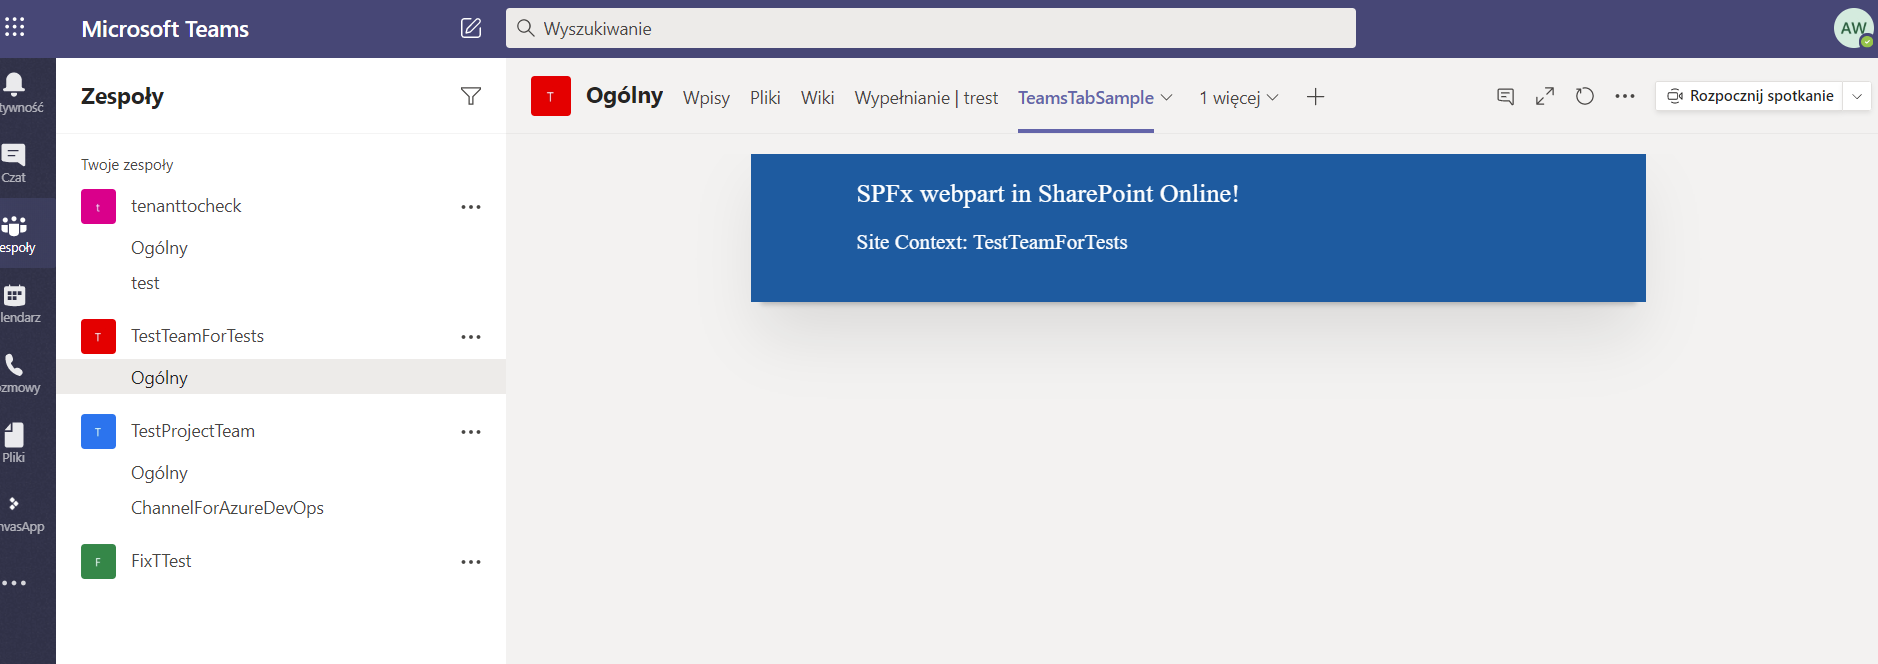 Microsoft Teams
Wyszukiwanie
AW
tywność
Czat
espoły
lendarz
ozmowy
Pliki
nvasApp
Zespoły
Twoje zespoły
t
tenanttocheck
Ogólny
test
T
TestTeamForTests
Ogólny
T
TestProjectTeam
Ogólny
ChannelForAzureDevOps
F
FixTTest
T Ogólny Wpisy Pliki Wiki Wypełnianie | trest TeamsTabSample 1 więcej Rozpocznij spotkanie
SPFx webpart in SharePoint Online!
Site Context: TestTeamForTests